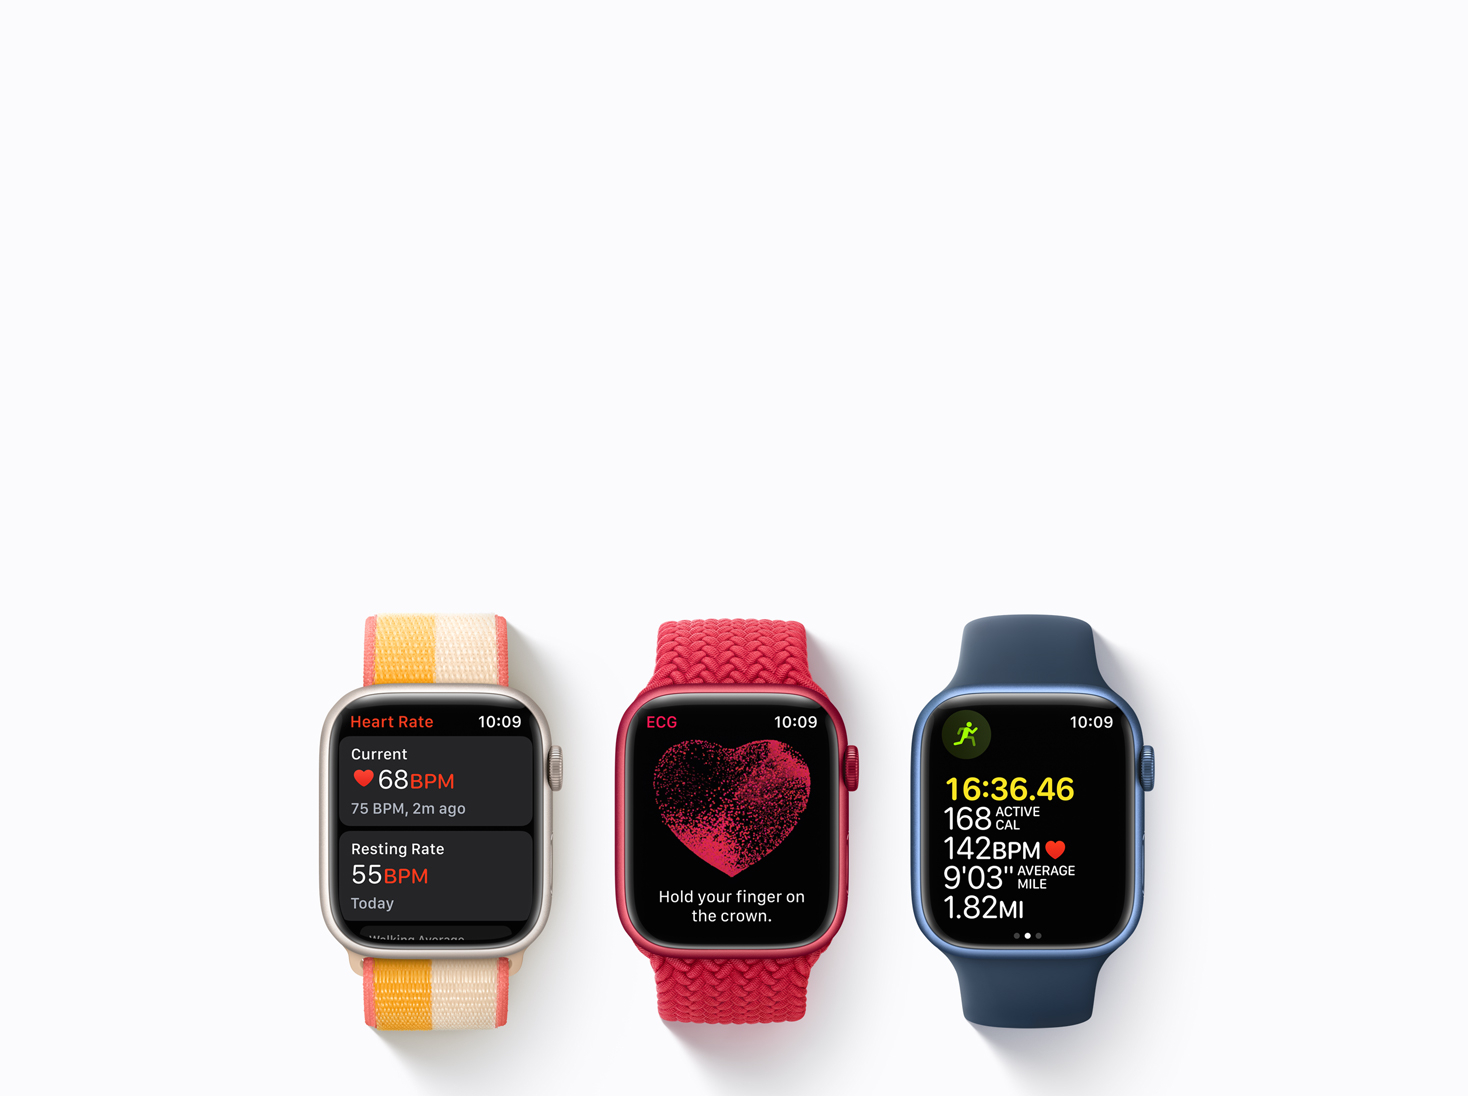 Heart Rate 10:09
Current
68BPM
75 BPM, 2m ago
Resting Rate
55BPM
Today
Walking Average
ECG 10:09
Hold your finger on
the crown.
10:09
16:36.46
168 ACTIVE
CAL
142BPM
9'03" AVERAGE
MILE
1.82MI